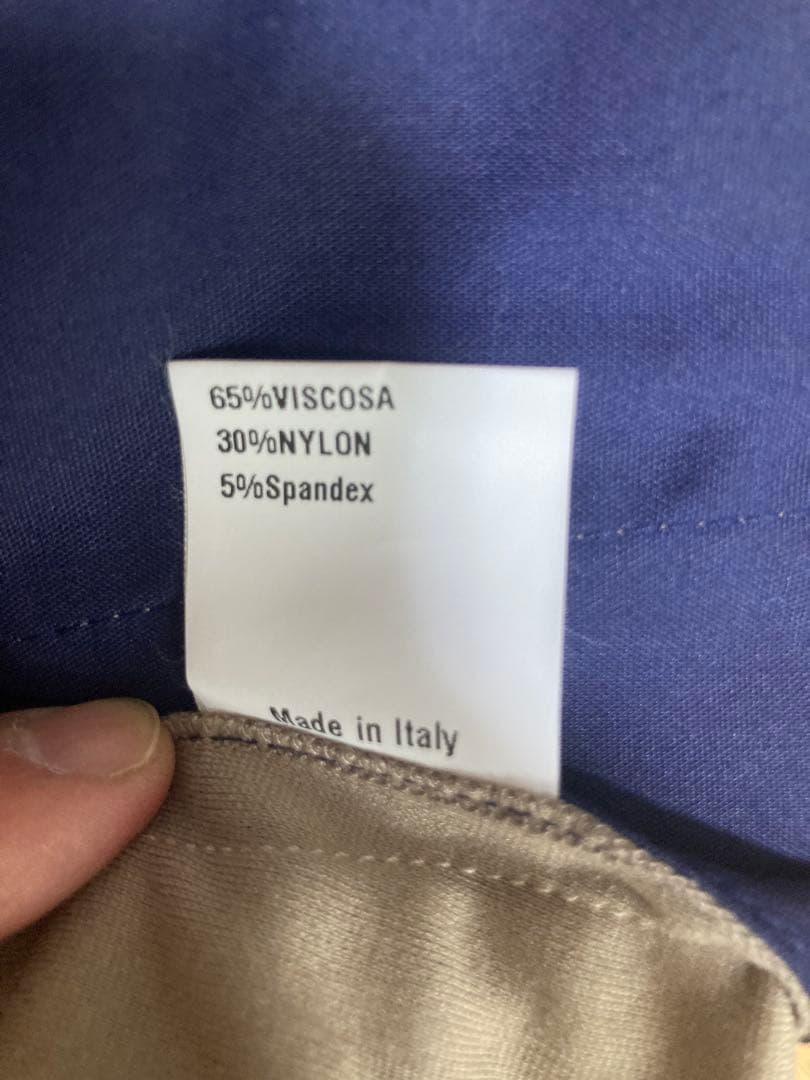 65%VISCOSA
30%NYLON
5%Spandex
Made in Italy